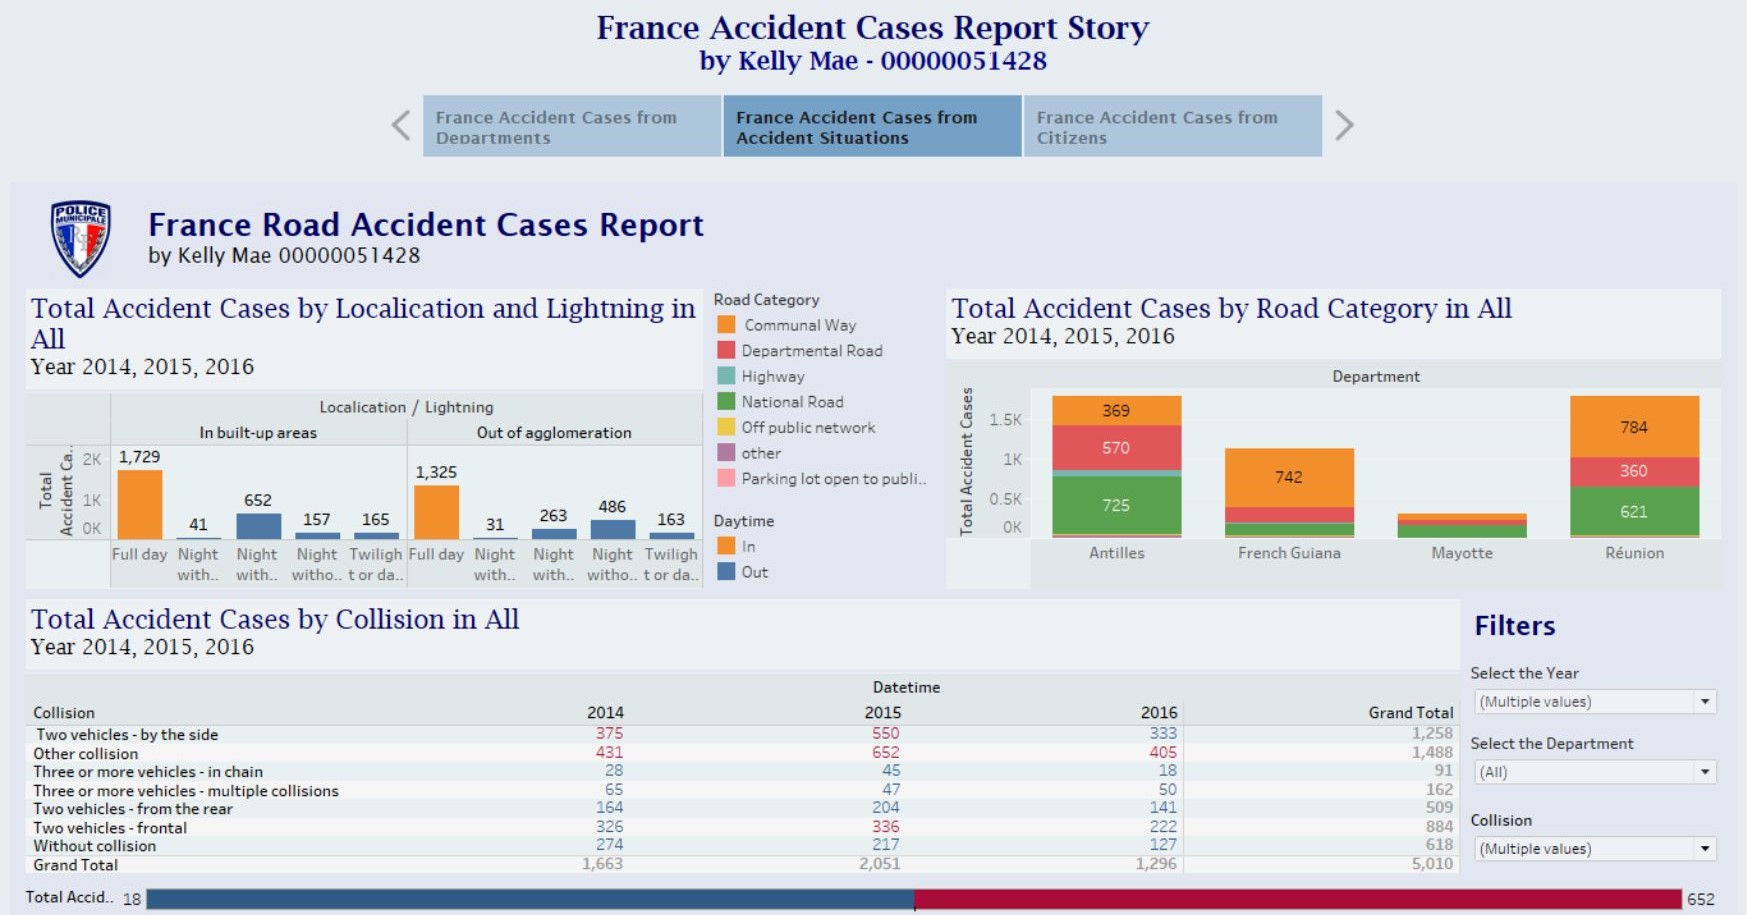 France Accident Cases Report Story
by Kelly Mae - 00000051428
France Accident Cases from
Departments
France Accident Cases from
Accident Situations
France Accident Cases from
Citizens
POLICE
MUNICIPALE
RF
France Road Accident Cases Report
by Kelly Mae 00000051428
Total Accident Cases by Localication and Lightning in
All
Year 2014, 2015, 2016
Localication / Lightning
In built-up areas
Out of agglomeration
Total
Accident Ca..
2K
1K
0K
1,729
41
652
157
165
1,325
31
263
486
163
Full day
Night
with..
Night
with..
Night
witho..
Twiligh
t or da..
Full day
Night
with..
Night
with..
Night
witho..
Twiligh
t or da..
Road Category
Communal Way
Departmental Road
Highway
National Road
Off public network
other
Parking lot open to publi..
Daytime
In
Out
Total Accident Cases by Road Category in All
Year 2014, 2015, 2016
Department
Total Accident Cases
1.5K
1K
0.5K
0K
369
570
725
742
784
360
621
Antilles
French Guiana
Mayotte
Réunion
Total Accident Cases by Collision in All
Year 2014, 2015, 2016
Datetime
Collision 2014 2015 2016 Grand Total
Two vehicles - by the side 375 550 333 1,258
Other collision 431 652 405 1,488
Three or more vehicles - in chain 28 45 18 91
Three or more vehicles - multiple collisions 65 47 50 162
Two vehicles - from the rear 164 204 141 509
Two vehicles - frontal 326 336 222 884
Without collision 274 217 127 618
Grand Total 1,663 2,051 1,296 5,010
Filters
Select the Year
(Multiple values)
Select the Department
(All)
Collision
(Multiple values)
Total Accid.. 18 652